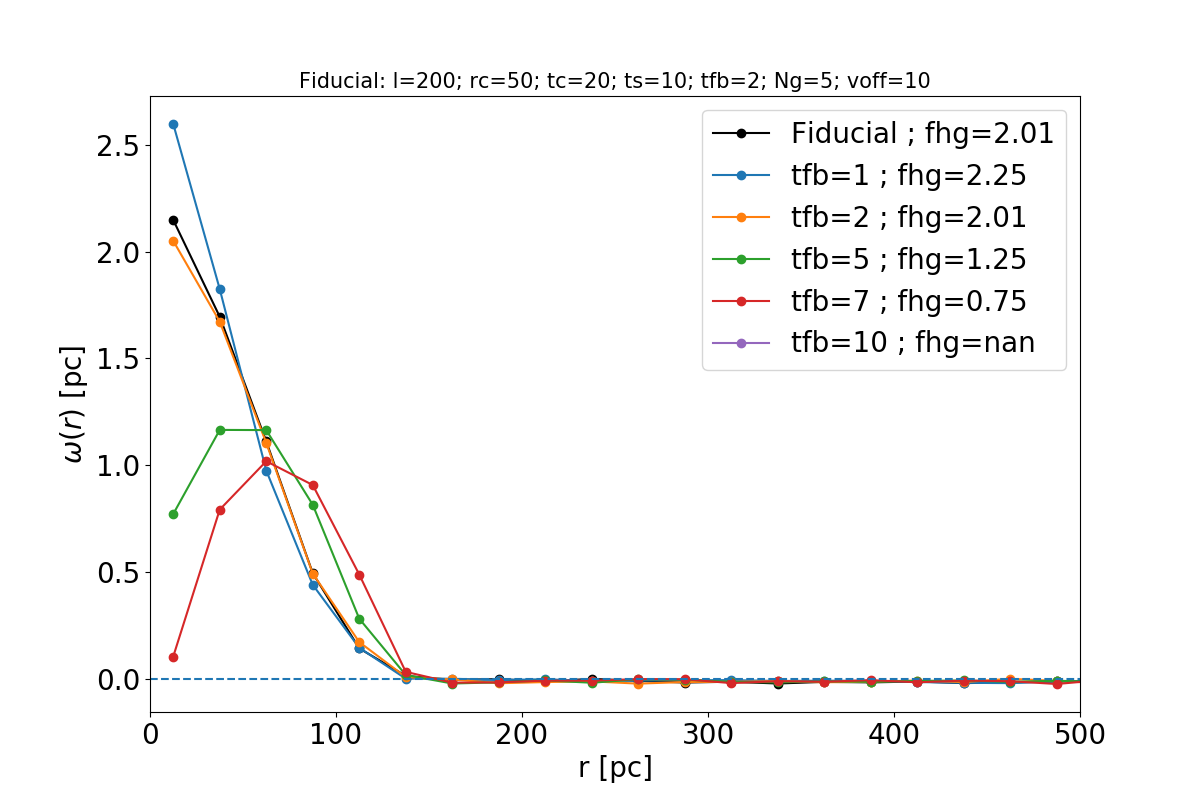 Fiducial: l=200; rc=50; tc=20; ts=10; tfb=2; Ng=5; voff=10
Fiducial ; fhg=2.01
tfb=1 ; fhg=2.25
tfb=2 ; fhg=2.01
tfb=5 ; fhg=1.25
tfb=7 ; fhg=0.75
tfb=10 ; fhg=nan
2.5
2.0
1.5
1.0
0.5
0.0
ω(r) [pc]
0 100 200 300 400 500
r [pc]